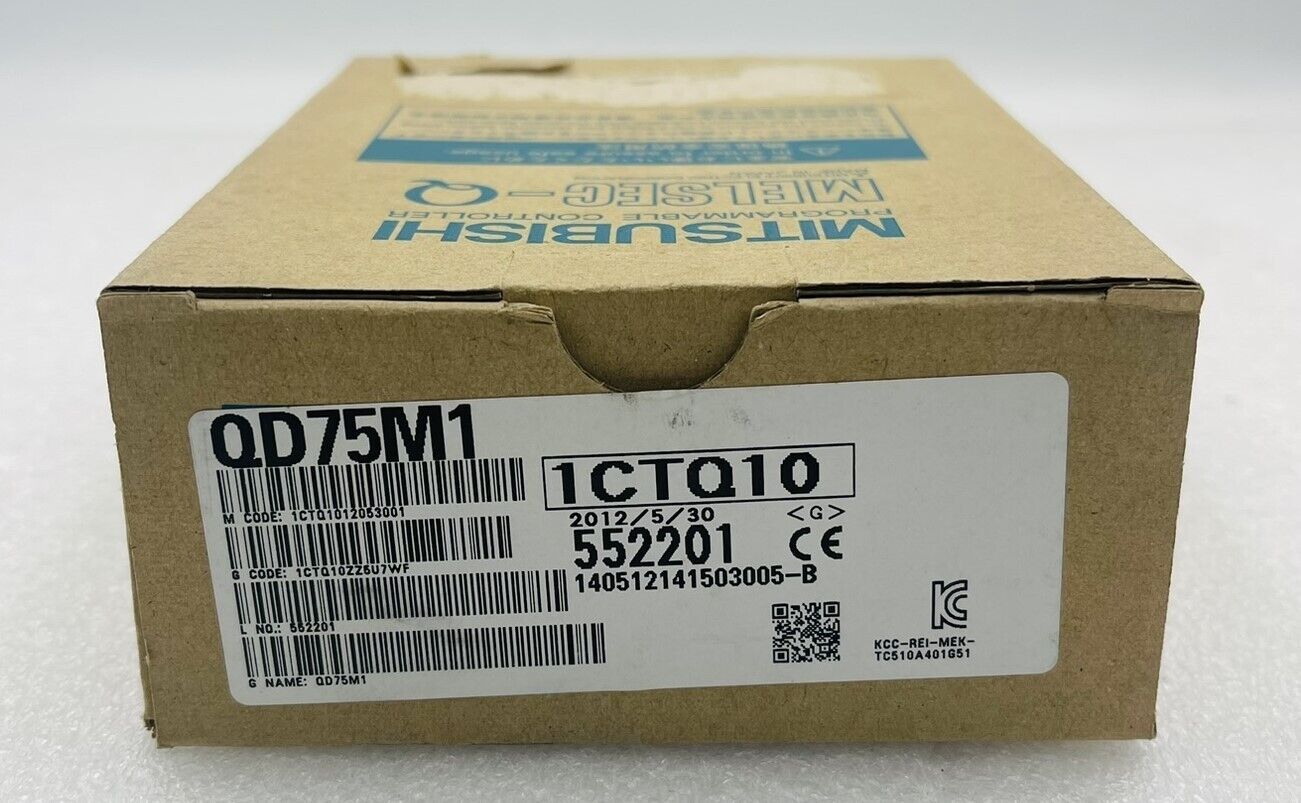 MITSUBISHI
PROGRAMMABLE CONTROLLER
MELSEC-Q
QD75M1
M CODE: 1CTQ1012053001
G CODE: 1CTQ10ZZ5U7WF
L NO.: 552201
G NAME: QD75M1
1CTQ10
2012/5/30 <G>
552201 CE
140512141503005-B
KCC-REI-MEK-
TC510A401G51